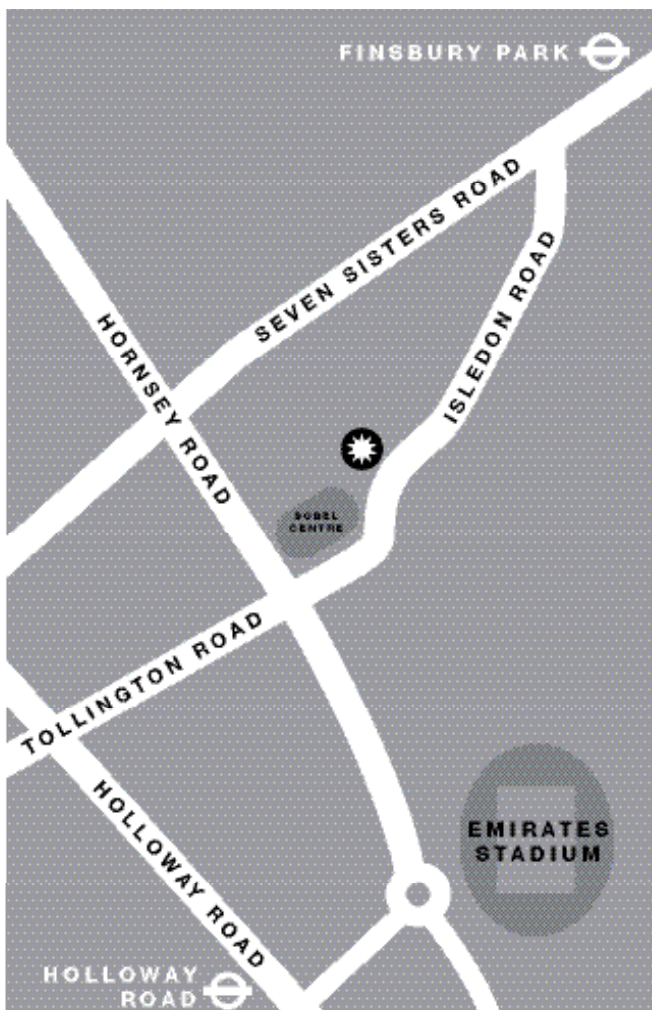 FINSBURY PARK
SEVEN SISTERS ROAD
ISLEDON ROAD
HORNSEY ROAD
SOBEL
CENTRE
TOLLINGTON ROAD
EMIRATES
STADIUM
HOLLOWAY ROAD
HOLLOWAY
ROAD